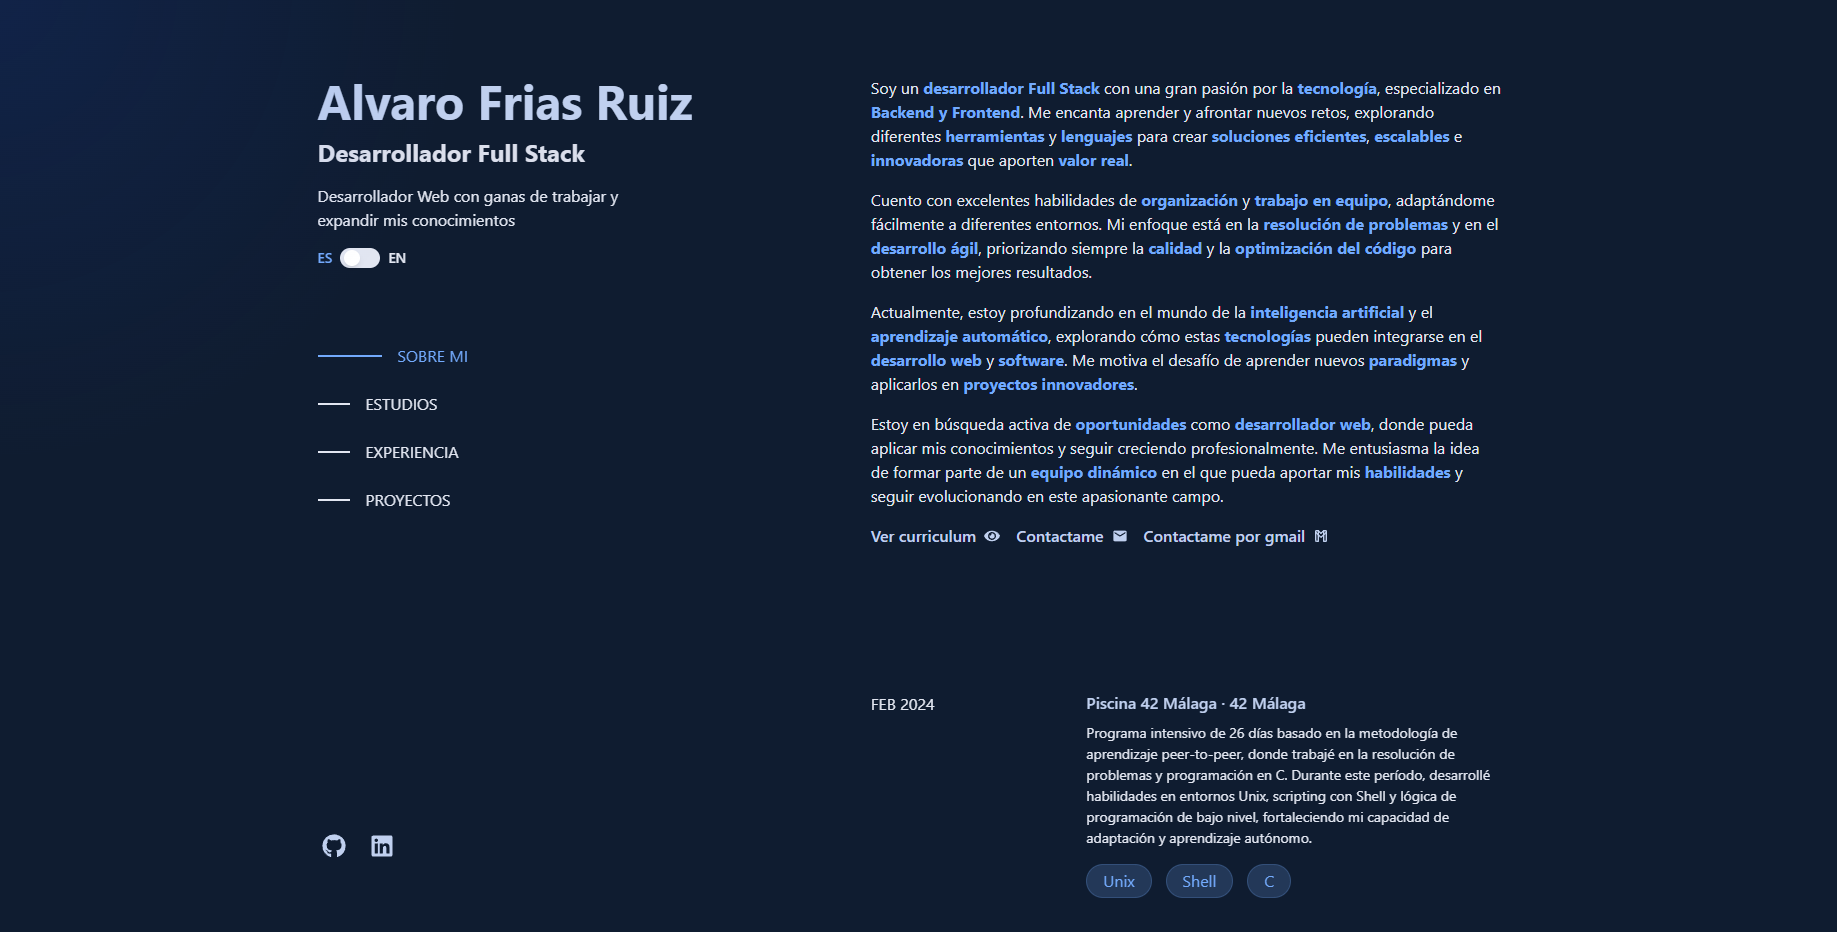 Alvaro Frias Ruiz
Desarrollador Full Stack
Desarrollador Web con ganas de trabajar y
expandir mis conocimientos
ES EN
SOBRE MI
ESTUDIOS
EXPERIENCIA
PROYECTOS
Soy un desarrollador Full Stack con una gran pasión por la tecnología, especializado en
Backend y Frontend. Me encanta aprender y afrontar nuevos retos, explorando
diferentes herramientas y lenguajes para crear soluciones eficientes, escalables e
innovadoras que aporten valor real.
Cuento con excelentes habilidades de organización y trabajo en equipo, adaptándome
fácilmente a diferentes entornos. Mi enfoque está en la resolución de problemas y en el
desarrollo ágil, priorizando siempre la calidad y la optimización del código para
obtener los mejores resultados.
Actualmente, estoy profundizando en el mundo de la inteligencia artificial y el
aprendizaje automático, explorando cómo estas tecnologías pueden integrarse en el
desarrollo web y software. Me motiva el desafío de aprender nuevos paradigmas y
aplicarlos en proyectos innovadores.
Estoy en búsqueda activa de oportunidades como desarrollador web, donde pueda
aplicar mis conocimientos y seguir creciendo profesionalmente. Me entusiasma la idea
de formar parte de un equipo dinámico en el que pueda aportar mis habilidades y
seguir evolucionando en este apasionante campo.
Ver curriculum Contactame Contactame por gmail
FEB 2024
Piscina 42 Málaga · 42 Málaga
Programa intensivo de 26 días basado en la metodología de
aprendizaje peer-to-peer, donde trabajé en la resolución de
problemas y programación en C. Durante este período, desarrollé
habilidades en entornos Unix, scripting con Shell y lógica de
programación de bajo nivel, fortaleciendo mi capacidad de
adaptación y aprendizaje autónomo.
Unix Shell C